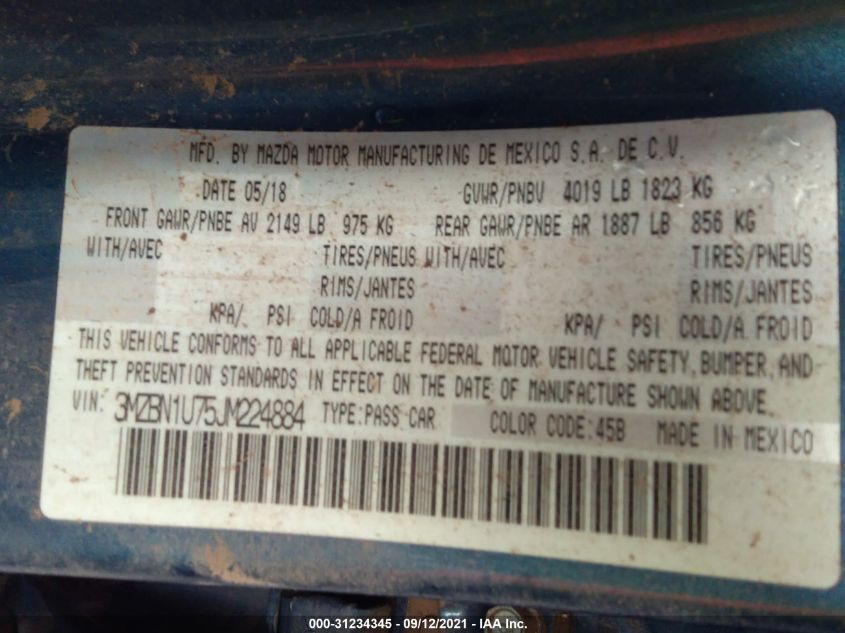 MFD. BY MAZDA MOTOR MANUFACTURING DE MEXICO S.A. DE C.V.
DATE 05/18 GVWR/PNBV 4019 LB 1823 KG
FRONT GAWR/PNBE AV 2149 LB 975 KG REAR GAWR/PNBE AR 1887 LB 856 KG
WITH/AVEC TIRES/PNEUS WITH/AVEC TIRES/PNEUS
RIMS/JANTES RIMS/JANTES
KPA/ PSI COLD/A FROID KPA/ PSI COLD/A FROID
THIS VEHICLE CONFORMS TO ALL APPLICABLE FEDERAL MOTOR VEHICLE SAFETY, BUMPER, AND
THEFT PREVENTION STANDARDS IN EFFECT ON THE DATE OF MANUFACTURE SHOWN ABOVE.
VIN: 3MZBN1U75JM224884 TYPE:PASS CAR COLOR CODE:45B MADE IN MEXICO
000-31234345 - 09/12/2021 - IAA Inc.